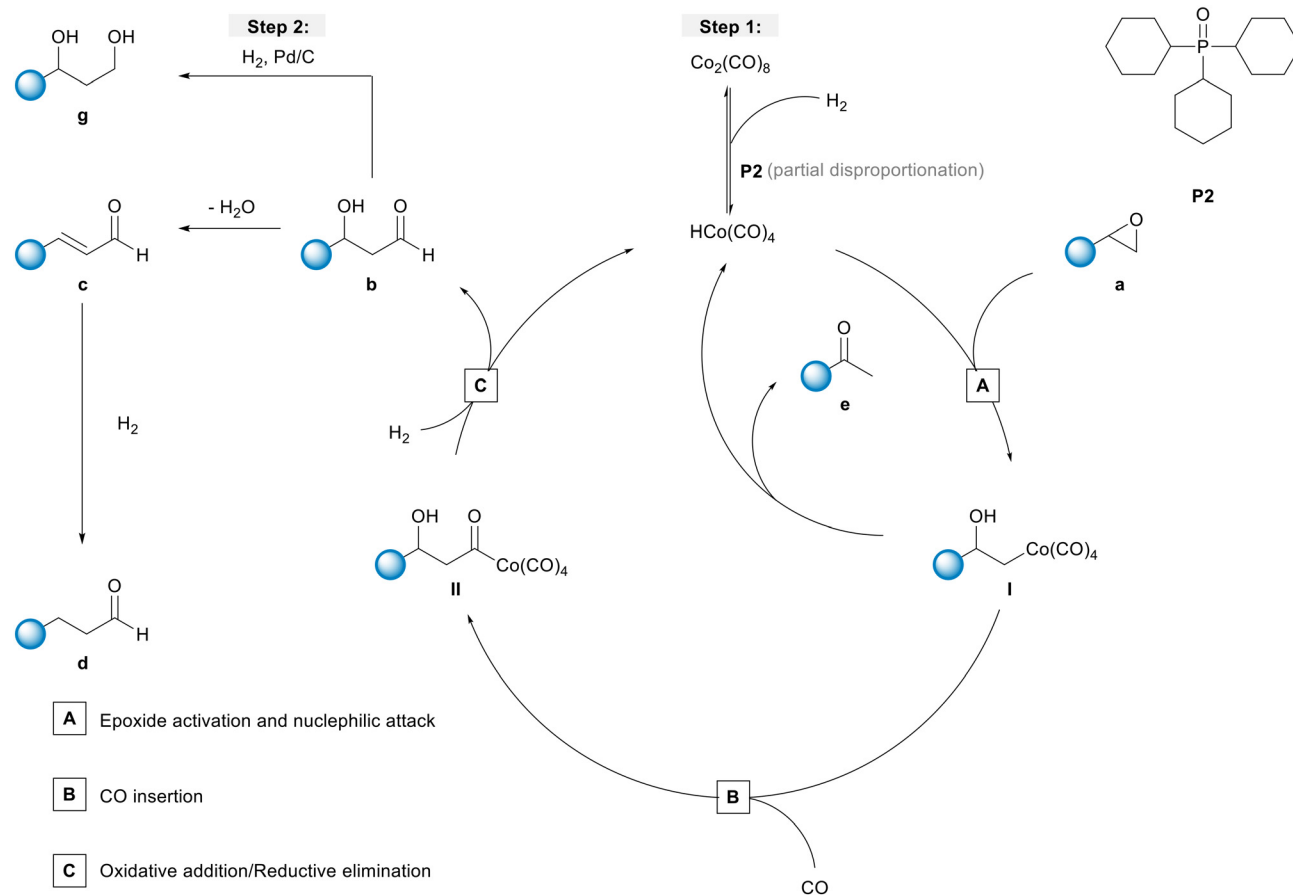 Step 2:
H2, Pd/C
OH OH
g
Step 1:
Co2(CO)8
H2
P2 (partial disproportionation)
HCo(CO)4
O
P
P2
O
a
- H2O
OH O
H
b
O
H
c
H2
O
e
A
C
H2
OH O
Co(CO)4
II
OH
Co(CO)4
I
O
H
d
A Epoxide activation and nuclephilic attack
B CO insertion
C Oxidative addition/Reductive elimination
B
CO